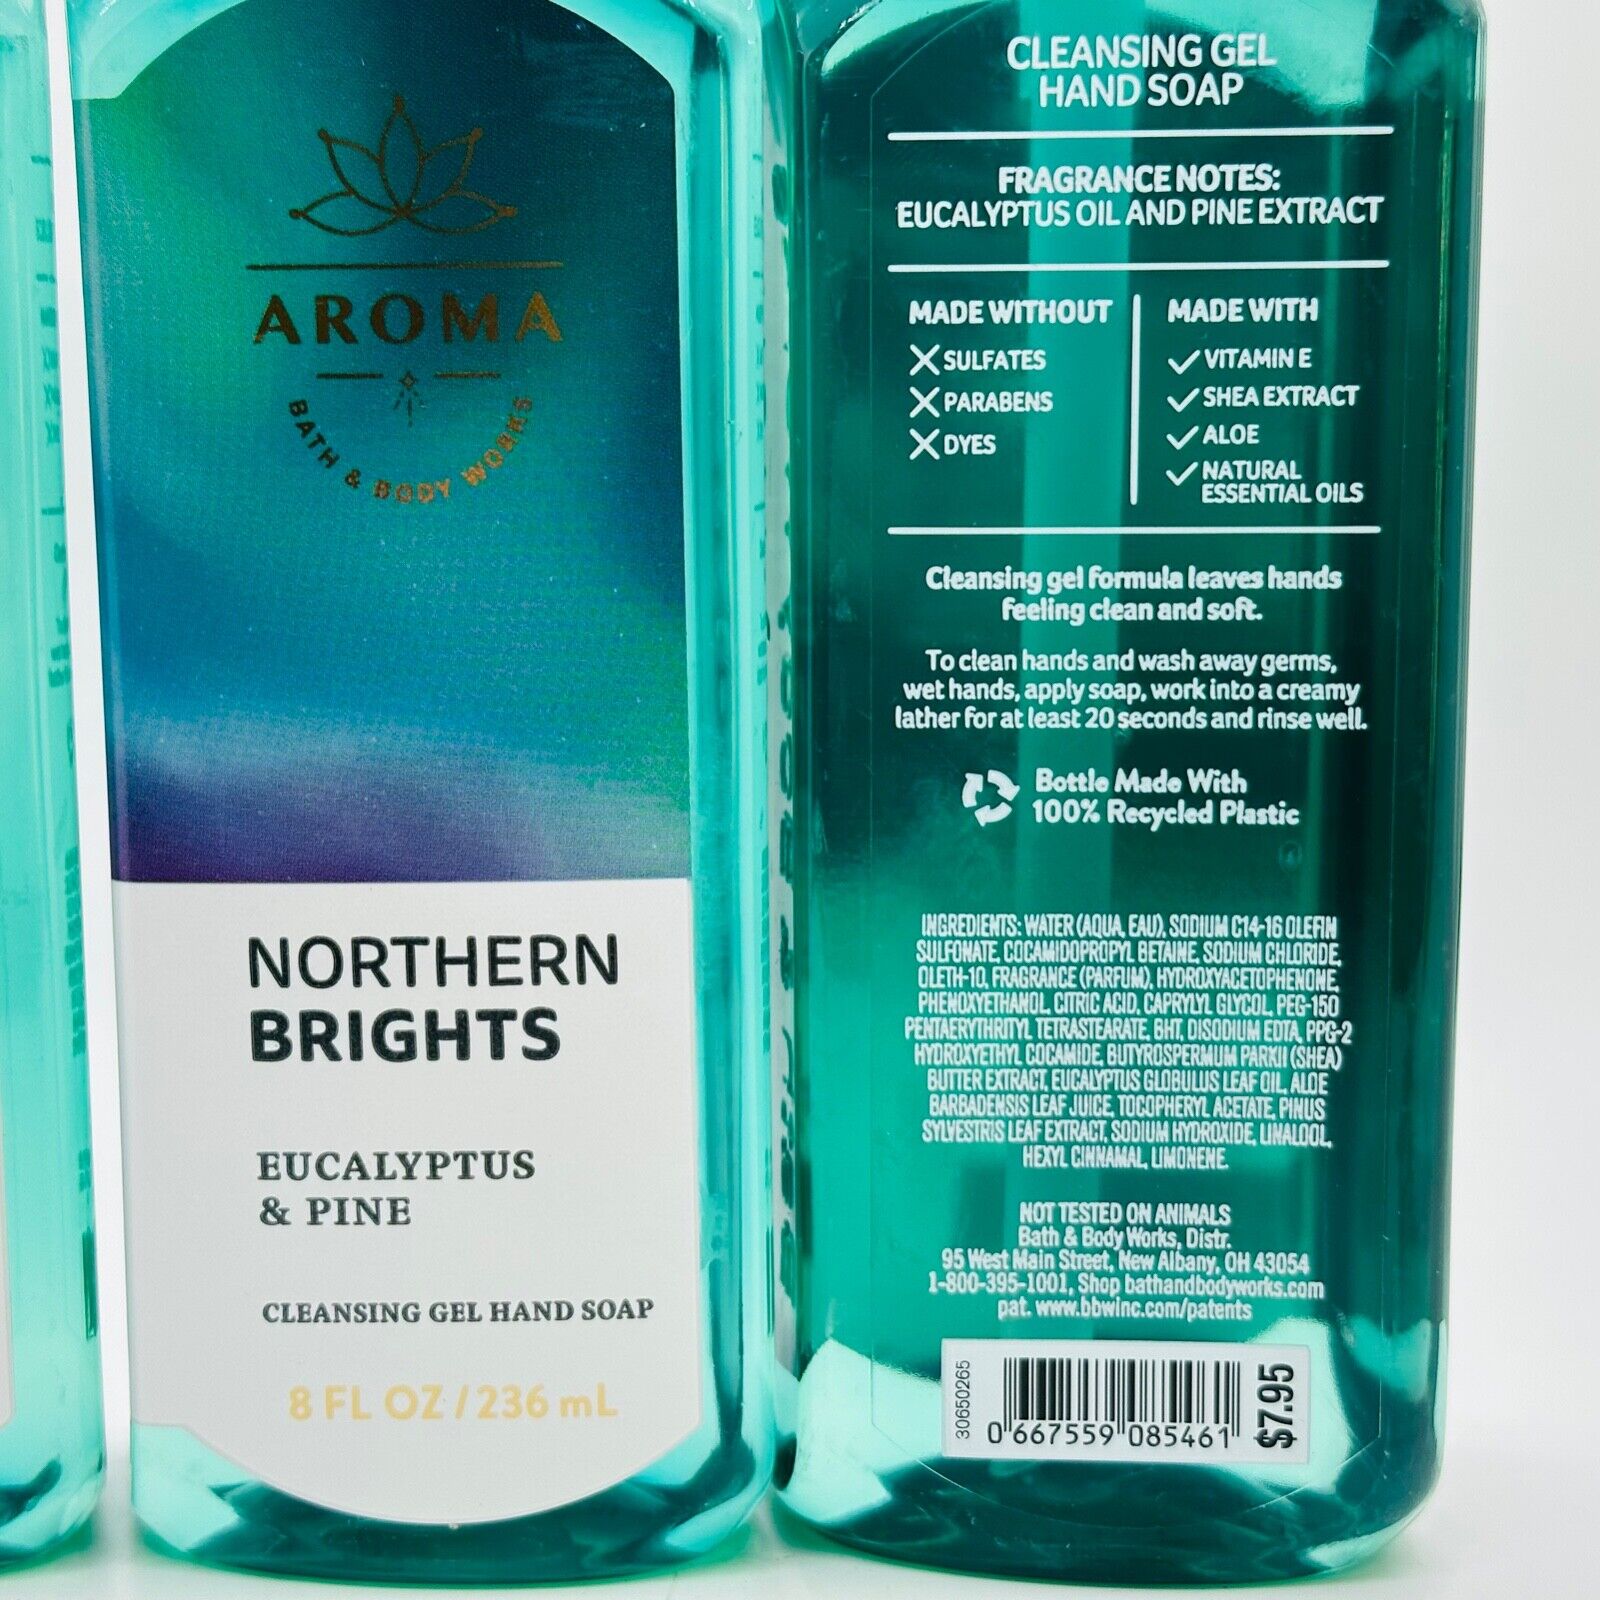 AROMA
BATH & BODY WORKS
NORTHERN
BRIGHTS
EUCALYPTUS
& PINE
CLEANSING GEL HAND SOAP
8 FL OZ / 236 mL
CLEANSING GEL
HAND SOAP
FRAGRANCE NOTES:
EUCALYPTUS OIL AND PINE EXTRACT
MADE WITHOUT
SULFATES
PARABENS
DYES
MADE WITH
VITAMIN E
SHEA EXTRACT
ALOE
NATURAL
ESSENTIAL OILS
Cleansing gel formula leaves hands
feeling clean and soft.
To clean hands and wash away germs,
wet hands, apply soap, work into a creamy
lather for at least 20 seconds and rinse well.
Bottle Made With
100% Recycled Plastic
INGREDIENTS: WATER (AQUA, EAU), SODIUM C14-16 OLEFIN
SULFONATE, COCAMIDOPROPYL BETAINE, SODIUM CHLORIDE,
OLETH-10, FRAGRANCE (PARFUM), HYDROXYACETOPHENONE,
PHENOXYETHANOL, CITRIC ACID, CAPRYLYL GLYCOL, PEG-150
PENTAERYTHRITYL TETRASTEARATE, BHT, DISODIUM EDTA, PPG-2
HYDROXYETHYL COCAMIDE, BUTYROSPERMUM PARKII (SHEA)
BUTTER EXTRACT, EUCALYPTUS GLOBULUS LEAF OIL, ALOE
BARBADENSIS LEAF JUICE, TOCOPHERYL ACETATE, PINUS
SYLVESTRIS LEAF EXTRACT, SODIUM HYDROXIDE, LINALOOL,
HEXYL CINNAMAL, LIMONENE.
NOT TESTED ON ANIMALS
Bath & Body Works, Distr.
95 West Main Street, New Albany, OH 43054
1-800-395-1001, Shop bathandbodyworks.com
pat. www.bbwinc.com/patents
30650265
0 667559 085461
$7.95